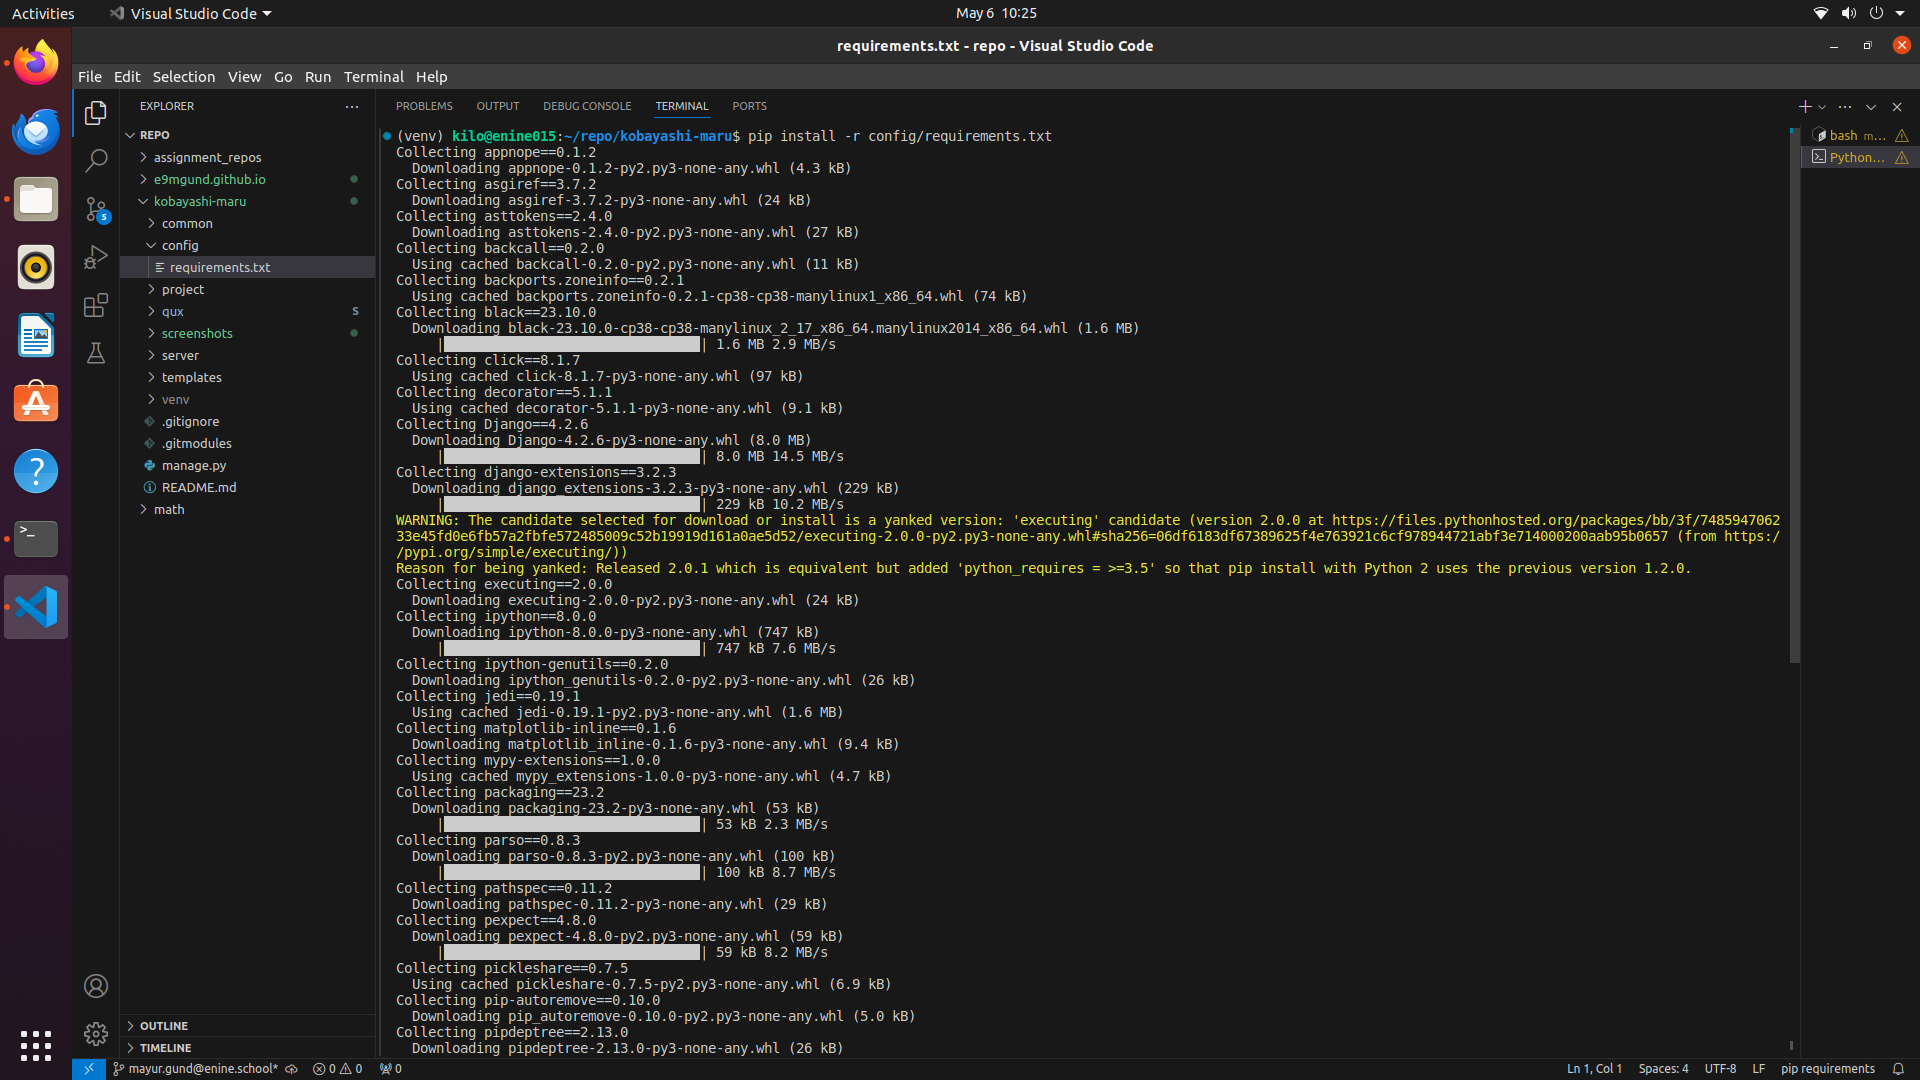 Activities
Visual Studio Code
May 6 10:25
requirements.txt - repo - Visual Studio Code
File Edit Selection View Go Run Terminal Help
EXPLORER
REPO
assignment_repos
e9mgund.github.io
kobayashi-maru
common
config
requirements.txt
project
qux S
screenshots
server
templates
venv
.gitignore
.gitmodules
manage.py
README.md
math
OUTLINE
TIMELINE
5
PROBLEMS OUTPUT DEBUG CONSOLE TERMINAL PORTS
(venv) kilo@enine015:~/repo/kobayashi-maru$ pip install -r config/requirements.txt
Collecting appnope==0.1.2
Downloading appnope-0.1.2-py2.py3-none-any.whl (4.3 kB)
Collecting asgiref==3.7.2
Downloading asgiref-3.7.2-py3-none-any.whl (24 kB)
Collecting asttokens==2.4.0
Downloading asttokens-2.4.0-py2.py3-none-any.whl (27 kB)
Collecting backcall==0.2.0
Using cached backcall-0.2.0-py2.py3-none-any.whl (11 kB)
Collecting backports.zoneinfo==0.2.1
Using cached backports.zoneinfo-0.2.1-cp38-cp38-manylinux1_x86_64.whl (74 kB)
Collecting black==23.10.0
Downloading black-23.10.0-cp38-cp38-manylinux_2_17_x86_64.manylinux2014_x86_64.whl (1.6 MB)
| | 1.6 MB 2.9 MB/s
Collecting click==8.1.7
Using cached click-8.1.7-py3-none-any.whl (97 kB)
Collecting decorator==5.1.1
Using cached decorator-5.1.1-py3-none-any.whl (9.1 kB)
Collecting Django==4.2.6
Downloading Django-4.2.6-py3-none-any.whl (8.0 MB)
| | 8.0 MB 14.5 MB/s
Collecting django-extensions==3.2.3
Downloading django_extensions-3.2.3-py3-none-any.whl (229 kB)
| | 229 kB 10.2 MB/s
WARNING: The candidate selected for download or install is a yanked version: 'executing' candidate (version 2.0.0 at https://files.pythonhosted.org/packages/bb/3f/7485947062
33e45fd0e6fb57a2fbfe572485009c52b19919d161a0ae5d52/executing-2.0.0-py2.py3-none-any.whl#sha256=06df6183df67389625f4e763921c6cf978944721abf3e714000200aab95b0657 (from https:/
/pypi.org/simple/executing/))
Reason for being yanked: Released 2.0.1 which is equivalent but added 'python_requires = >=3.5' so that pip install with Python 2 uses the previous version 1.2.0.
Collecting executing==2.0.0
Downloading executing-2.0.0-py2.py3-none-any.whl (24 kB)
Collecting ipython==8.0.0
Downloading ipython-8.0.0-py3-none-any.whl (747 kB)
| | 747 kB 7.6 MB/s
Collecting ipython-genutils==0.2.0
Downloading ipython_genutils-0.2.0-py2.py3-none-any.whl (26 kB)
Collecting jedi==0.19.1
Using cached jedi-0.19.1-py2.py3-none-any.whl (1.6 MB)
Collecting matplotlib-inline==0.1.6
Downloading matplotlib_inline-0.1.6-py3-none-any.whl (9.4 kB)
Collecting mypy-extensions==1.0.0
Using cached mypy_extensions-1.0.0-py3-none-any.whl (4.7 kB)
Collecting packaging==23.2
Downloading packaging-23.2-py3-none-any.whl (53 kB)
| | 53 kB 2.3 MB/s
Collecting parso==0.8.3
Downloading parso-0.8.3-py2.py3-none-any.whl (100 kB)
| | 100 kB 8.7 MB/s
Collecting pathspec==0.11.2
Downloading pathspec-0.11.2-py3-none-any.whl (29 kB)
Collecting pexpect==4.8.0
Downloading pexpect-4.8.0-py2.py3-none-any.whl (59 kB)
| | 59 kB 8.2 MB/s
Collecting pickleshare==0.7.5
Using cached pickleshare-0.7.5-py2.py3-none-any.whl (6.9 kB)
Collecting pip-autoremove==0.10.0
Downloading pip_autoremove-0.10.0-py2.py3-none-any.whl (5.0 kB)
Collecting pipdeptree==2.13.0
Downloading pipdeptree-2.13.0-py3-none-any.whl (26 kB)
bash m...
Python...
mayur.gund@enine.school* 0 0 0
Ln 1, Col 1 Spaces: 4 UTF-8 LF pip requirements